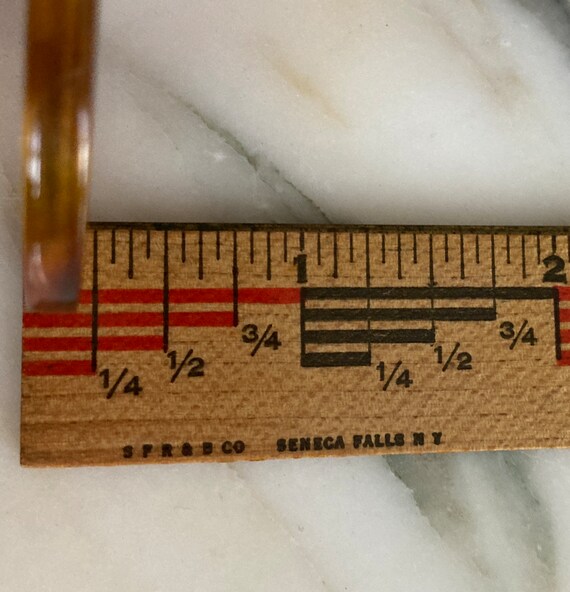 1 2
3/4 3/4
1/2 1/2
1/4 1/4
S F R & B CO SENECA FALLS N Y